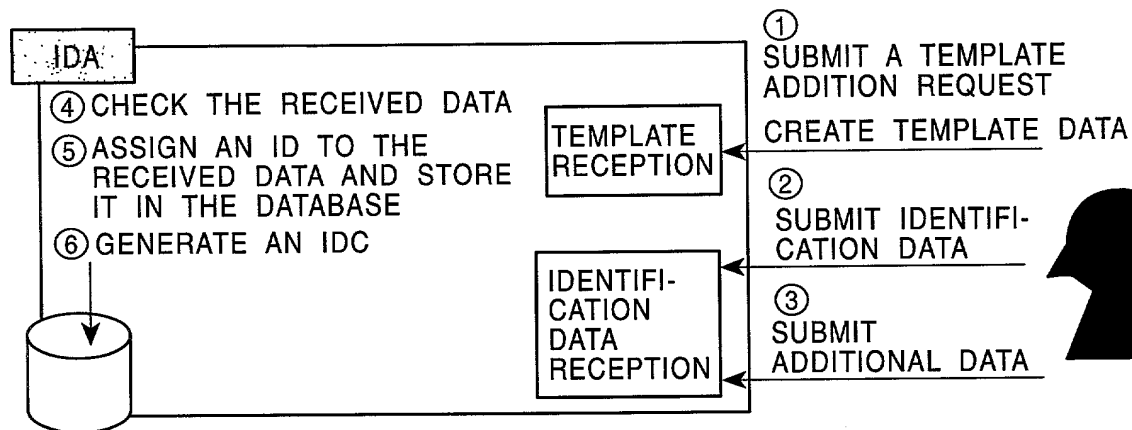 IDA
④ CHECK THE RECEIVED DATA
⑤ ASSIGN AN ID TO THE
RECEIVED DATA AND STORE
IT IN THE DATABASE
⑥ GENERATE AN IDC
TEMPLATE
RECEPTION
IDENTIFI-
CATION
DATA
RECEPTION
①
SUBMIT A TEMPLATE
ADDITION REQUEST
CREATE TEMPLATE DATA
②
SUBMIT IDENTIFI-
CATION DATA
③
SUBMIT
ADDITIONAL DATA